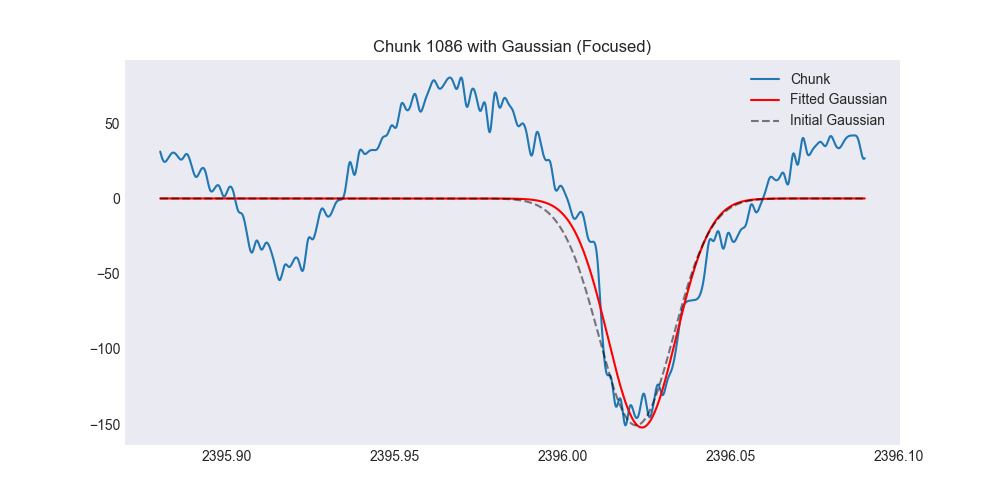 Chunk 1086 with Gaussian (Focused)
Chunk
Fitted Gaussian
Initial Gaussian
50
0
−50
−100
−150
2395.90 2395.95 2396.00 2396.05 2396.10